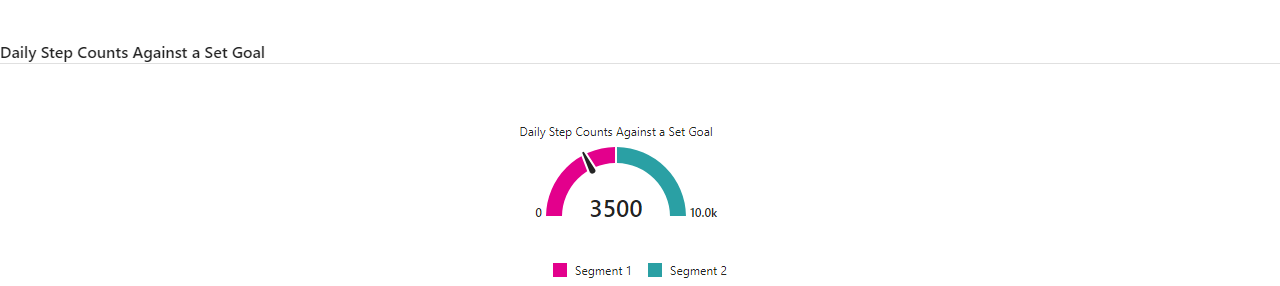 Daily Step Counts Against a Set Goal
Daily Step Counts Against a Set Goal
0 3500 10.0k
Segment 1 Segment 2